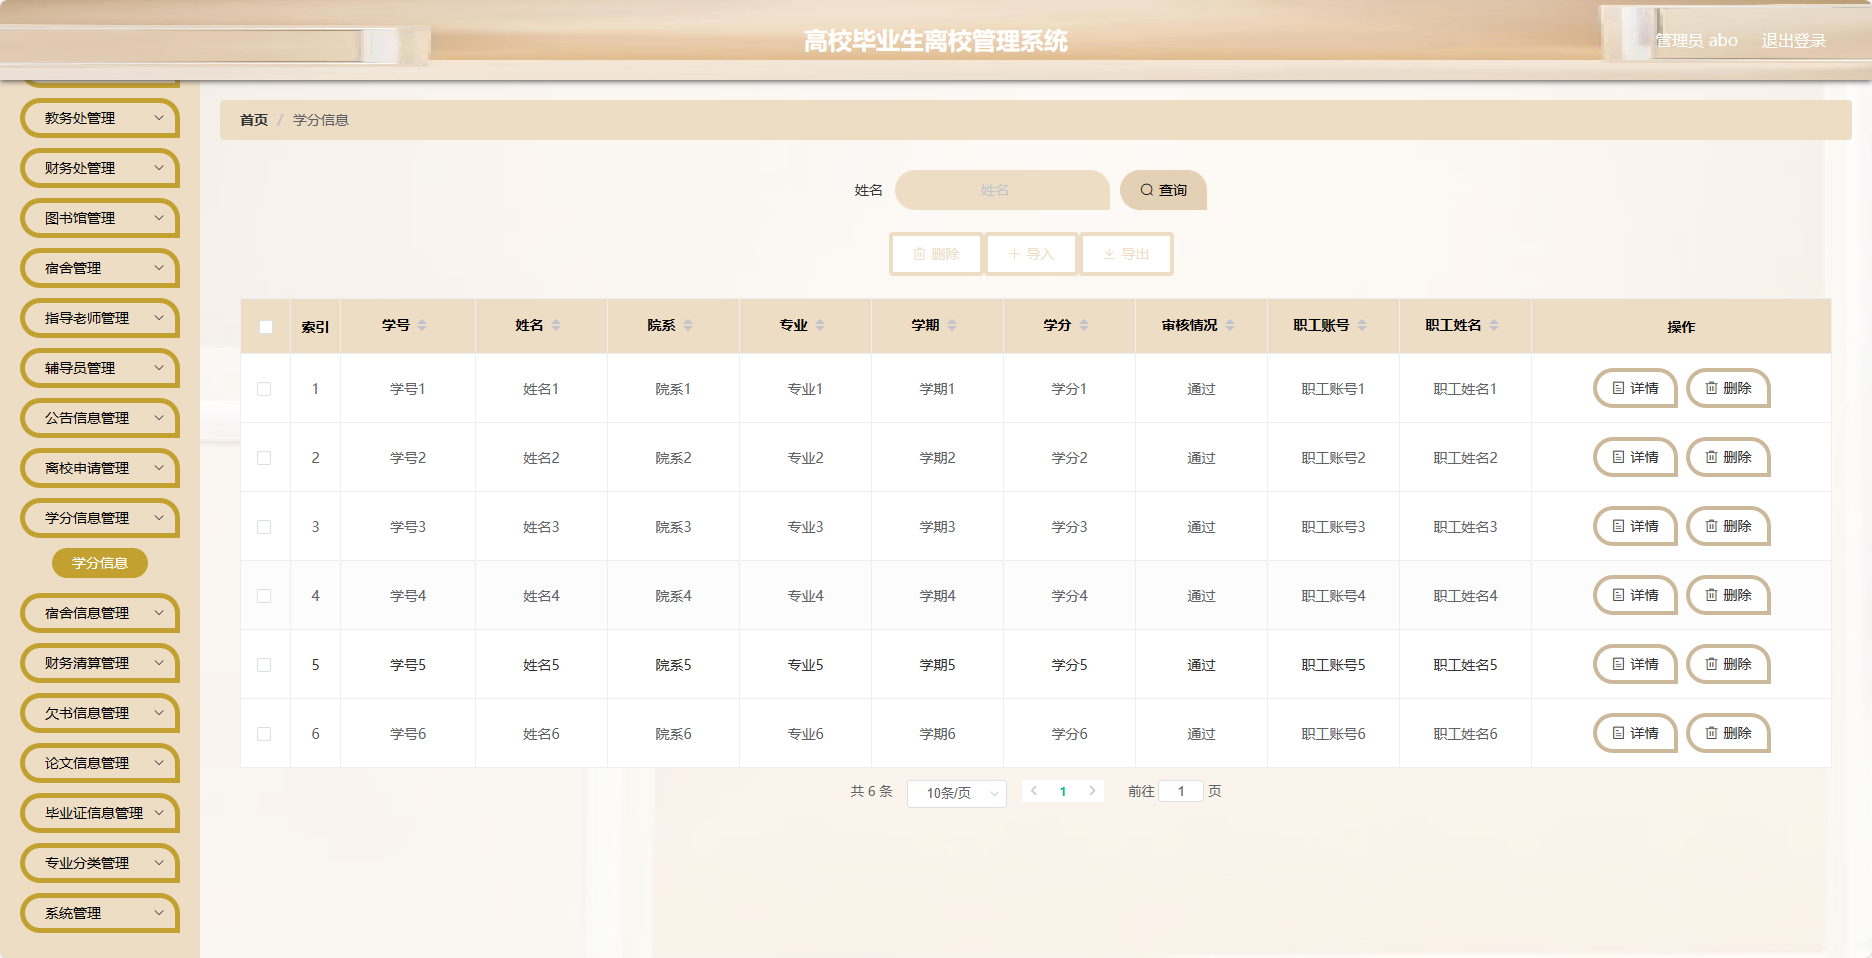 高校毕业生离校管理系统
管理员 abo 退出登录
教务处管理
财务处管理
图书馆管理
宿舍管理
指导老师管理
辅导员管理
公告信息管理
离校申请管理
学分信息管理
学分信息
宿舍信息管理
财务清算管理
欠书信息管理
论文信息管理
毕业证信息管理
专业分类管理
系统管理
首页 / 学分信息
姓名 姓名 查询
删除 导入 导出
索引 学号 姓名 院系 专业 学期 学分 审核情况 职工账号 职工姓名 操作
1 学号1 姓名1 院系1 专业1 学期1 学分1 通过 职工账号1 职工姓名1 详情 删除
2 学号2 姓名2 院系2 专业2 学期2 学分2 通过 职工账号2 职工姓名2 详情 删除
3 学号3 姓名3 院系3 专业3 学期3 学分3 通过 职工账号3 职工姓名3 详情 删除
4 学号4 姓名4 院系4 专业4 学期4 学分4 通过 职工账号4 职工姓名4 详情 删除
5 学号5 姓名5 院系5 专业5 学期5 学分5 通过 职工账号5 职工姓名5 详情 删除
6 学号6 姓名6 院系6 专业6 学期6 学分6 通过 职工账号6 职工姓名6 详情 删除
共 6 条 10条/页 1 前往 1 页